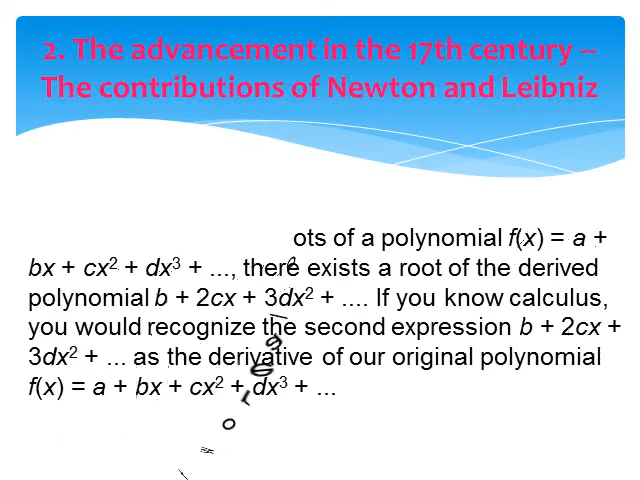 2. The advancement in the 17th century –
The contributions of Newton and Leibniz
ots of a polynomial f(x) = a +
bx + cx² + dx³ + ..., there exists a root of the derived
polynomial b + 2cx + 3dx² + .... If you know calculus,
you would recognize the second expression b + 2cx +
3dx² + ... as the derivative of our original polynomial
f(x) = a + bx + cx² + dx³ + ...